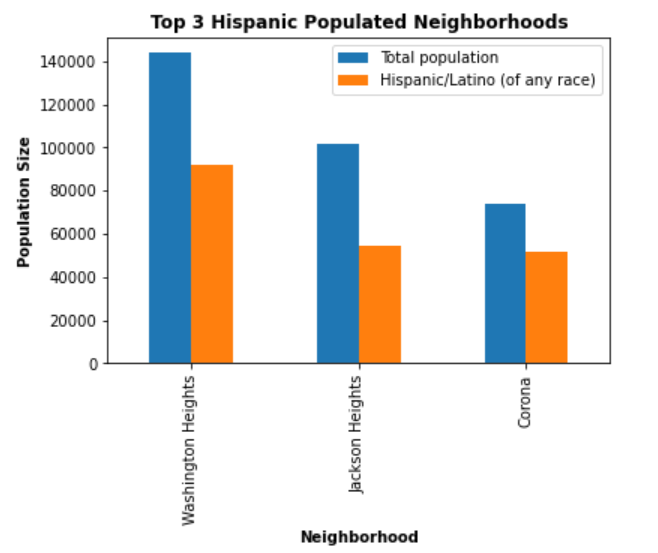 Top 3 Hispanic Populated Neighborhoods
Total population
Hispanic/Latino (of any race)
Population Size
140000
120000
100000
80000
60000
40000
20000
0
Washington Heights
Jackson Heights
Corona
Neighborhood